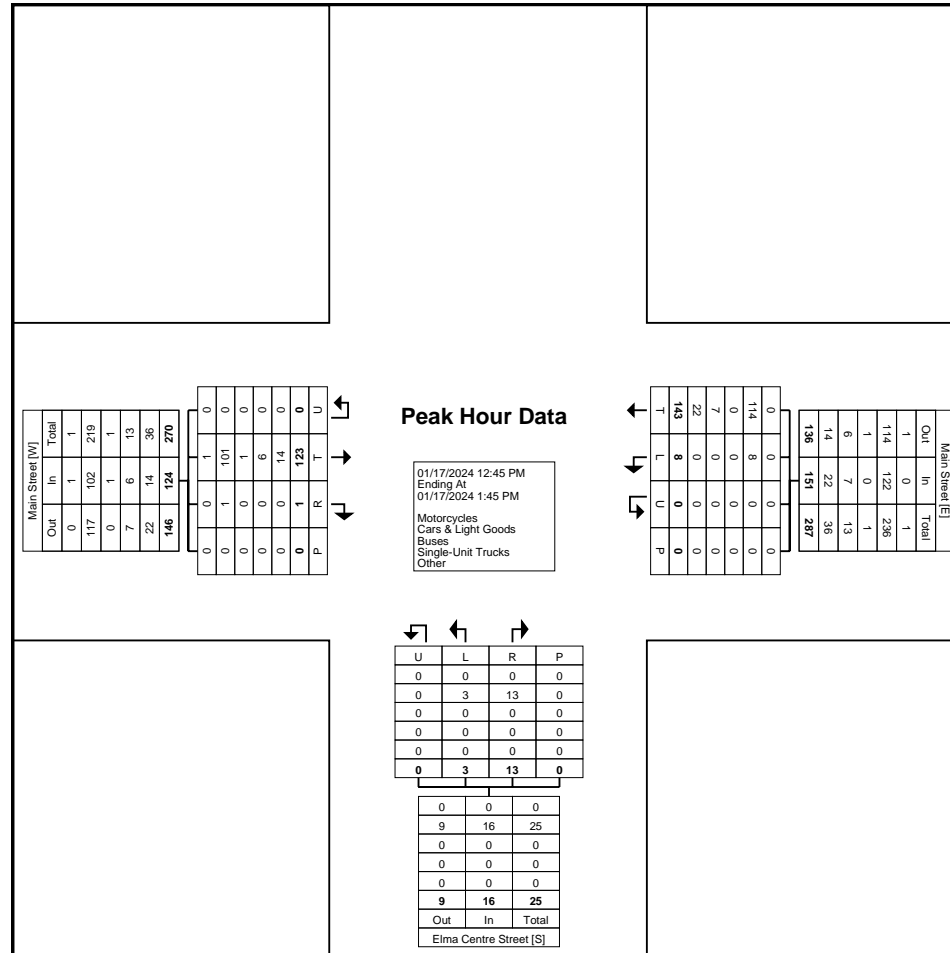 Peak Hour Data
01/17/2024 12:45 PM
Ending At
01/17/2024 1:45 PM
Motorcycles
Cars & Light Goods
Buses
Single-Unit Trucks
Other
Main Street [W]
Total In Out
1 1 0
219 102 117
1 1 0
13 6 7
36 14 22
270 124 146
0 1 0 0
0 101 1 0
0 1 0 0
0 6 0 0
0 14 0 0
0 123 1 0
U T R P
T L U P
143 8 0 0
22 0 0 0
7 0 0 0
0 0 0 0
114 8 0 0
0 0 0 0
136 151 287
14 22 36
6 7 13
1 0 1
114 122 236
1 0 1
Out In Total
Main Street [E]
U L R P
0 0 0 0
0 3 13 0
0 0 0 0
0 0 0 0
0 0 0 0
0 3 13 0
0 0 0
9 16 25
0 0 0
0 0 0
0 0 0
9 16 25
Out In Total
Elma Centre Street [S]